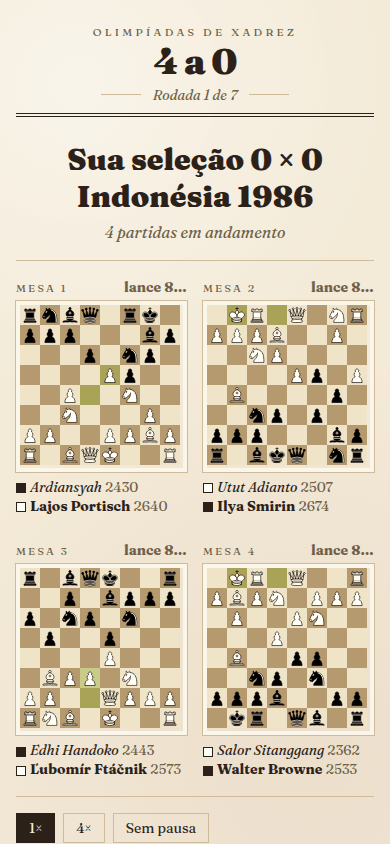 OLIMPÍADAS DE XADREZ
4 a 0
Rodada 1 de 7
Sua seleção 0 × 0
Indonésia 1986
4 partidas em andamento
MESA 1 lance 8...
MESA 2 lance 8...
Ardiansyah 2430
Lajos Portisch 2640
Utut Adianto 2507
Ilya Smirin 2674
MESA 3 lance 8...
MESA 4 lance 8...
Edhi Handoko 2443
Ľubomír Ftáčnik 2573
Salor Sitanggang 2362
Walter Browne 2533
1× 4× Sem pausa